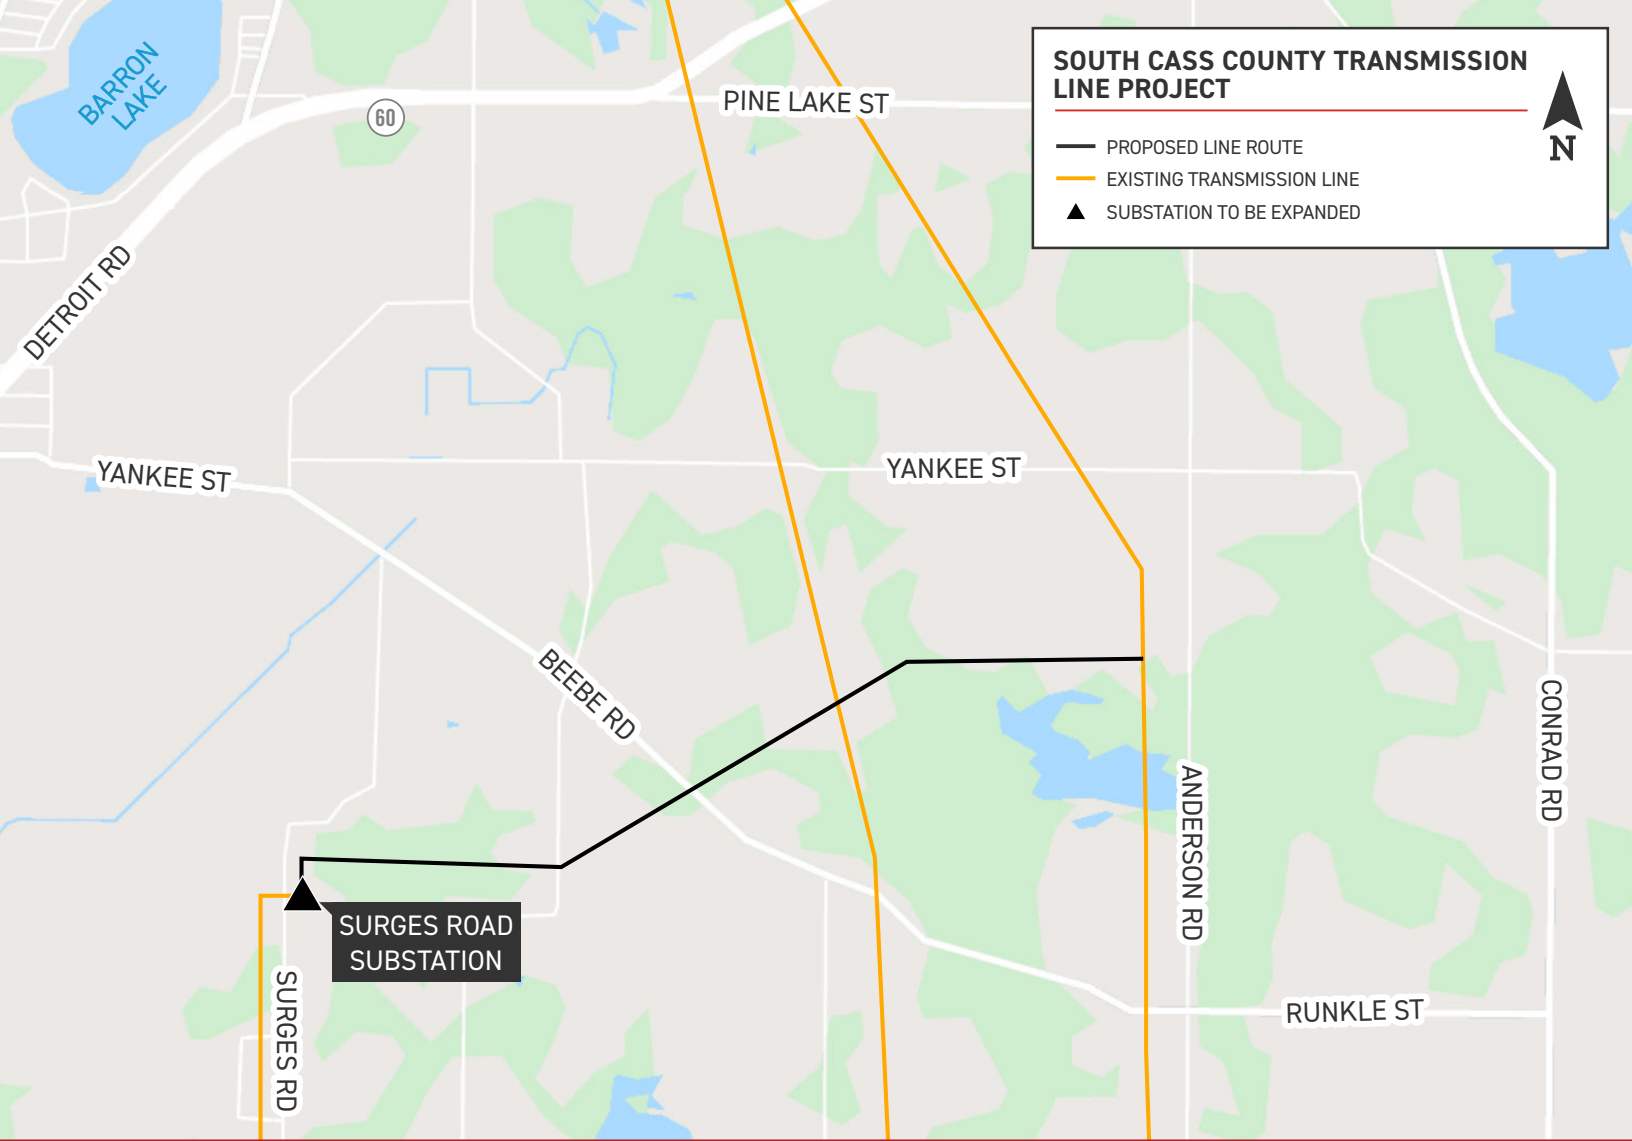 BARRON
LAKE
60
PINE LAKE ST
SOUTH CASS COUNTY TRANSMISSION
LINE PROJECT
N
PROPOSED LINE ROUTE
EXISTING TRANSMISSION LINE
SUBSTATION TO BE EXPANDED
DETROIT RD
YANKEE ST
YANKEE ST
BEEBE RD
CONRAD RD
ANDERSON RD
SURGES ROAD
SUBSTATION
SURGES RD
RUNKLE ST